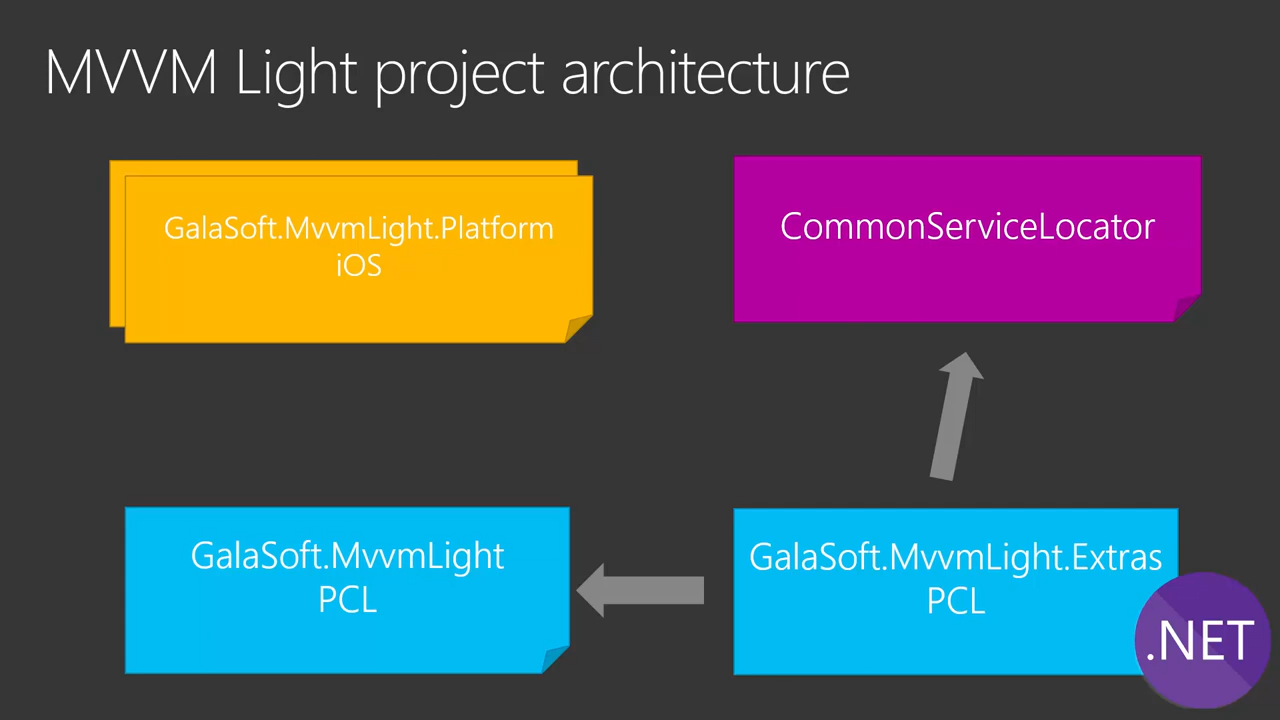 MVVM Light project architecture
GalaSoft.MvvmLight.Platform
iOS
CommonServiceLocator
GalaSoft.MvvmLight
PCL
GalaSoft.MvvmLight.Extras
PCL
.NET